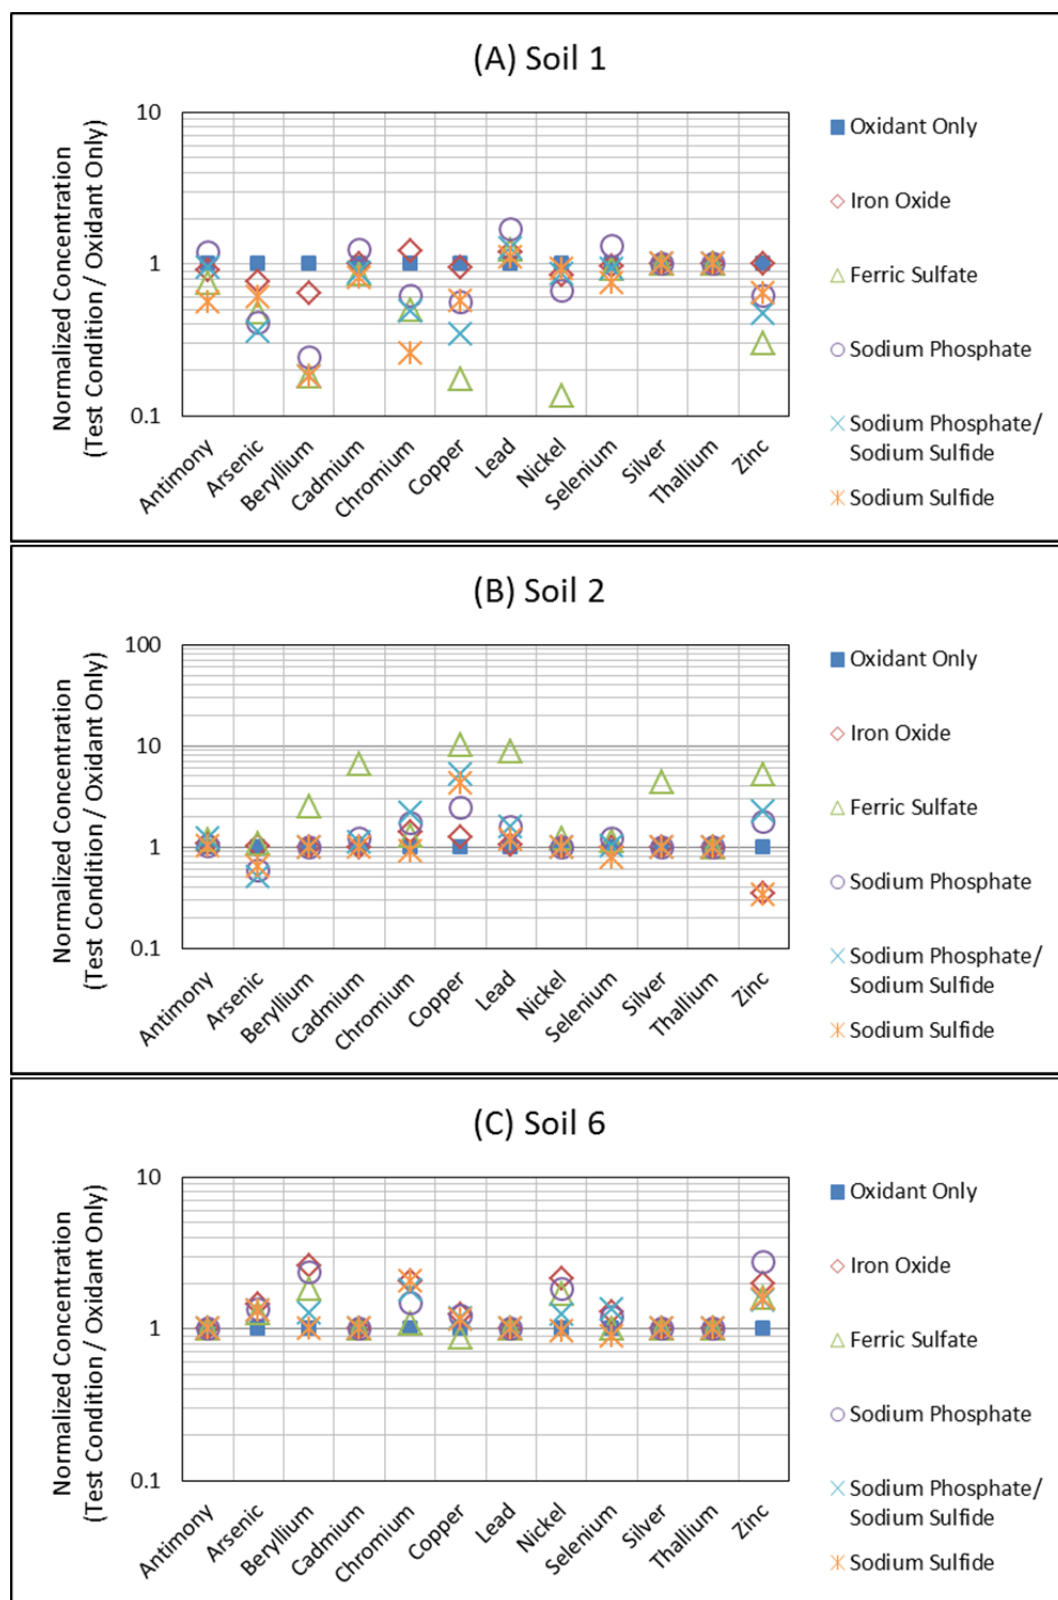 (A) Soil 1
Normalized Concentration
(Test Condition / Oxidant Only)
10
1
0.1
Antimony
Arsenic
Beryllium
Cadmium
Chromium
Copper
Lead
Nickel
Selenium
Silver
Thallium
Zinc
Oxidant Only
Iron Oxide
Ferric Sulfate
Sodium Phosphate
Sodium Phosphate/
Sodium Sulfide
Sodium Sulfide
(B) Soil 2
Normalized Concentration
(Test Condition / Oxidant Only)
100
10
1
0.1
Antimony
Arsenic
Beryllium
Cadmium
Chromium
Copper
Lead
Nickel
Selenium
Silver
Thallium
Zinc
Oxidant Only
Iron Oxide
Ferric Sulfate
Sodium Phosphate
Sodium Phosphate/
Sodium Sulfide
Sodium Sulfide
(C) Soil 6
Normalized Concentration
(Test Condition / Oxidant Only)
10
1
0.1
Antimony
Arsenic
Beryllium
Cadmium
Chromium
Copper
Lead
Nickel
Selenium
Silver
Thallium
Zinc
Oxidant Only
Iron Oxide
Ferric Sulfate
Sodium Phosphate
Sodium Phosphate/
Sodium Sulfide
Sodium Sulfide